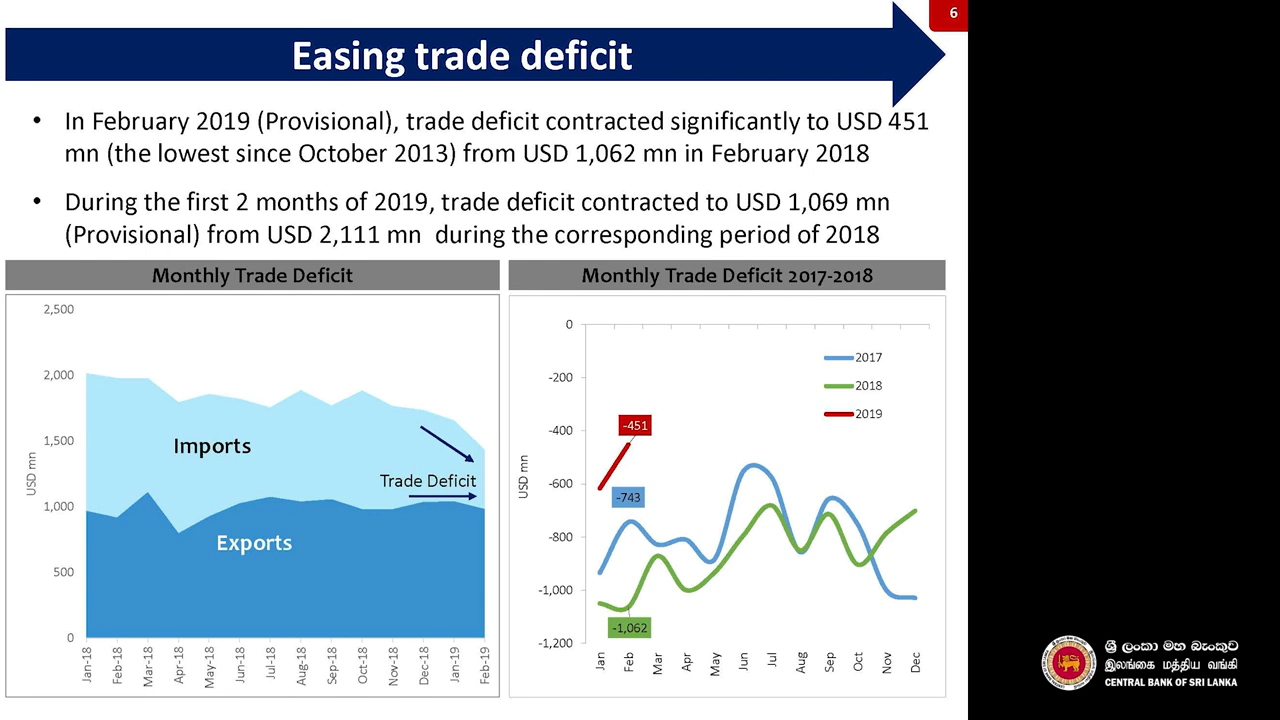 6
Easing trade deficit
• In February 2019 (Provisional), trade deficit contracted significantly to USD 451
mn (the lowest since October 2013) from USD 1,062 mn in February 2018
• During the first 2 months of 2019, trade deficit contracted to USD 1,069 mn
(Provisional) from USD 2,111 mn during the corresponding period of 2018
Monthly Trade Deficit
USD mn
2,500
2,000
1,500
1,000
500
0
Imports
Trade Deficit
Exports
Jan-18
Feb-18
Mar-18
Apr-18
May-18
Jun-18
Jul-18
Aug-18
Sep-18
Oct-18
Nov-18
Dec-18
Jan-19
Feb-19
Monthly Trade Deficit 2017-2018
USD mn
0
-200
-400
-600
-800
-1,000
-1,200
2017
2018
2019
-451
-743
-1,062
Jan
Feb
Mar
Apr
May
Jun
Jul
Aug
Sep
Oct
Nov
Dec
ශ්‍රී ලංකා මහ බැංකුව
இலங்கை மத்திய வங்கி
CENTRAL BANK OF SRI LANKA